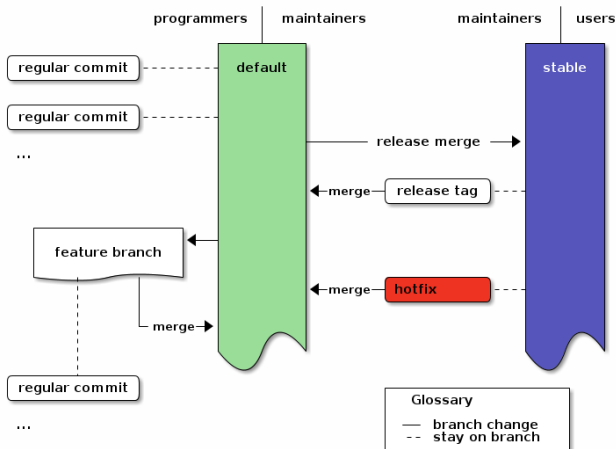 programmers
maintainers
maintainers
users
regular commit
default
stable
regular commit
...
release merge
merge
release tag
feature branch
merge
hotfix
merge
regular commit
...
Glossary
branch change
stay on branch